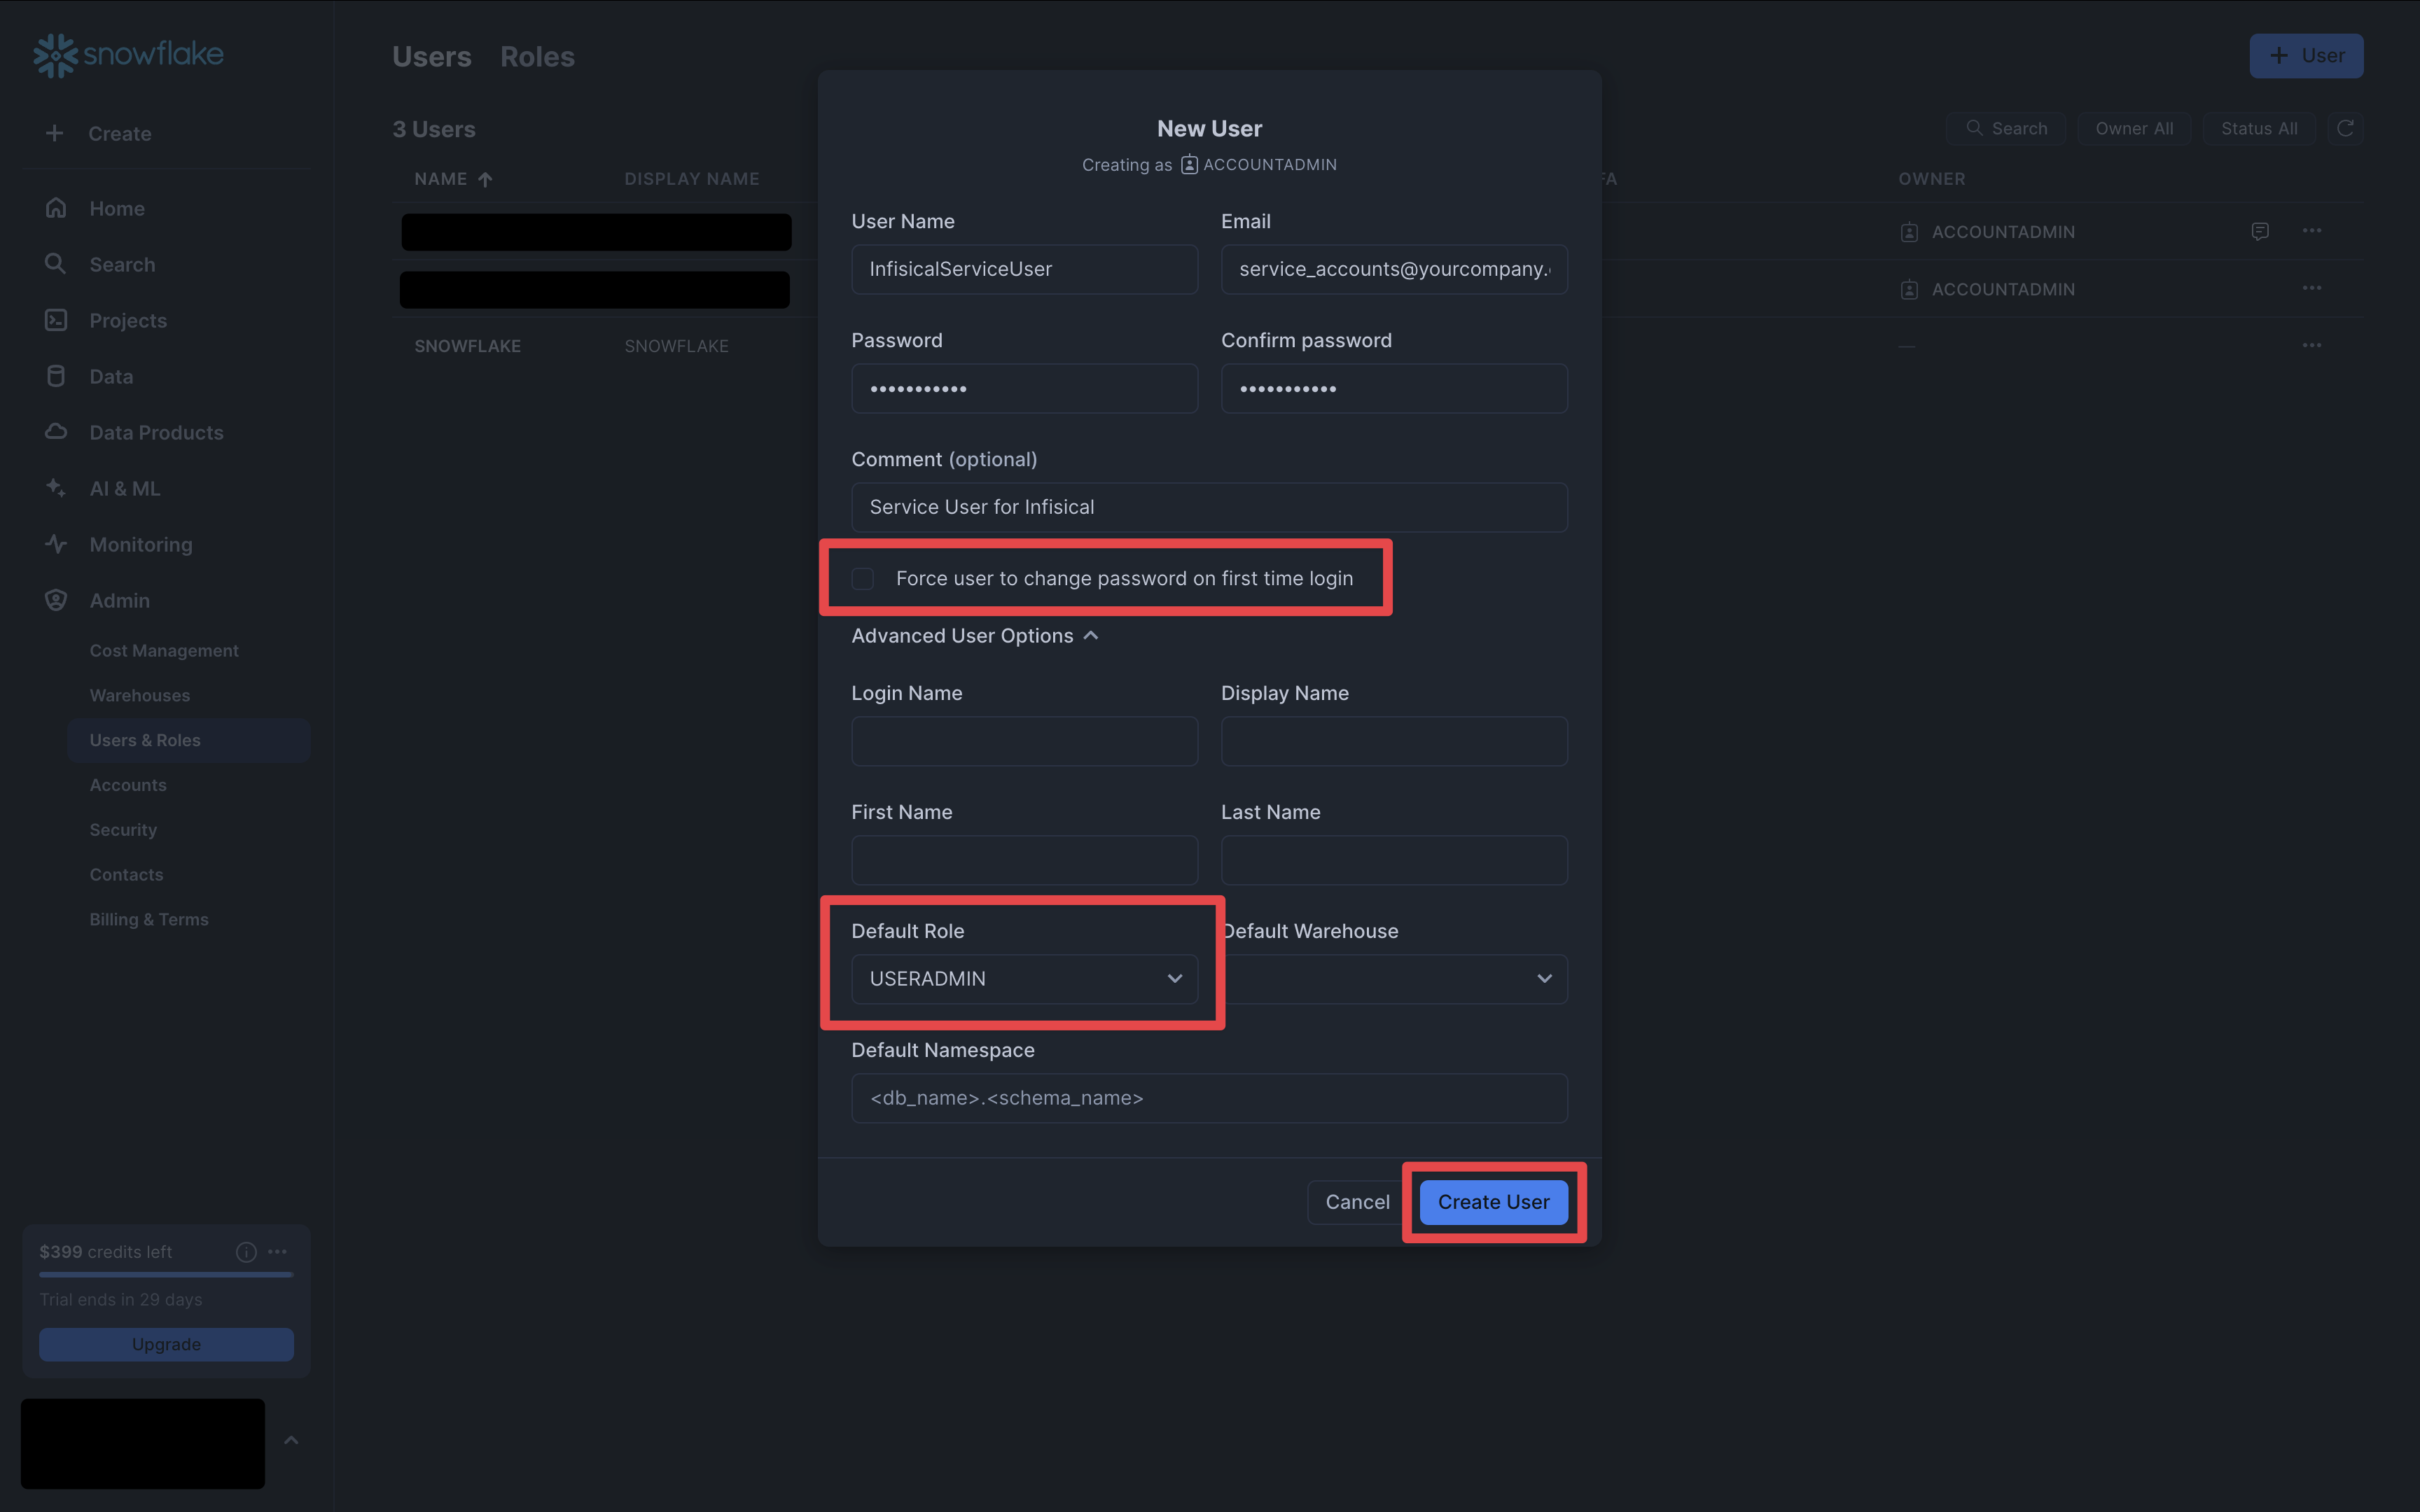 snowflake
Create
Home
Search
Projects
Data
Data Products
AI & ML
Monitoring
Admin
Cost Management
Warehouses
Users & Roles
Accounts
Security
Contacts
Billing & Terms
$399 credits left
Trial ends in 29 days
Upgrade
Users Roles
+ User
3 Users
Search
Owner All
Status All
NAME DISPLAY NAME FA OWNER
ACCOUNTADMIN
ACCOUNTADMIN
SNOWFLAKE SNOWFLAKE —
New User
Creating as ACCOUNTADMIN
User Name Email
InfisicalServiceUser service_accounts@yourcompany.
Password Confirm password
••••••••••• •••••••••••
Comment (optional)
Service User for Infisical
Force user to change password on first time login
Advanced User Options
Login Name Display Name
First Name Last Name
Default Role Default Warehouse
USERADMIN
Default Namespace
<db_name>.<schema_name>
Cancel Create User